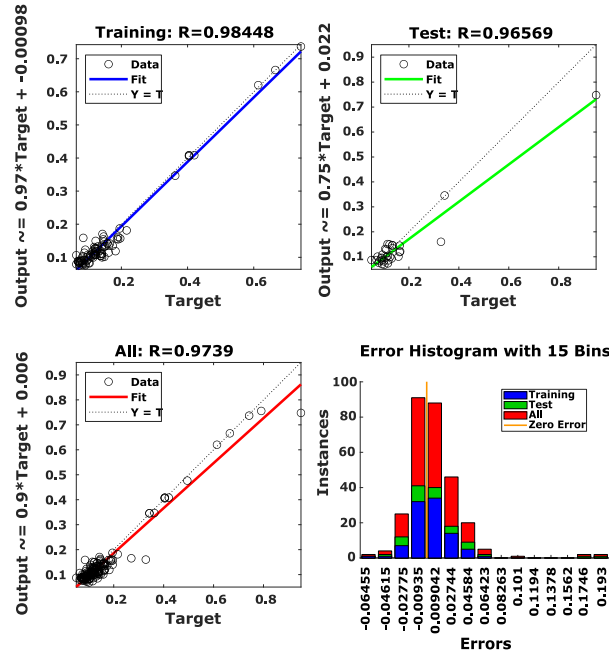 Training: R=0.98448
Output ~= 0.97*Target + -0.00098
0.7
0.6
0.5
0.4
0.3
0.2
0.1
Data
Fit
Y = T
0.2 0.4 0.6
Target
Test: R=0.96569
Output ~= 0.75*Target + 0.022
0.9
0.8
0.7
0.6
0.5
0.4
0.3
0.2
0.1
Data
Fit
Y = T
0.2 0.4 0.6 0.8
Target
All: R=0.9739
Output ~= 0.9*Target + 0.006
0.9
0.8
0.7
0.6
0.5
0.4
0.3
0.2
0.1
Data
Fit
Y = T
0.2 0.4 0.6 0.8
Target
Error Histogram with 15 Bins
Instances
100
80
60
40
20
0
Training
Test
All
Zero Error
-0.06455
-0.04615
-0.02775
-0.00935
0.009042
0.02744
0.04584
0.06423
0.08263
0.101
0.1194
0.1378
0.1562
0.1746
0.193
Errors